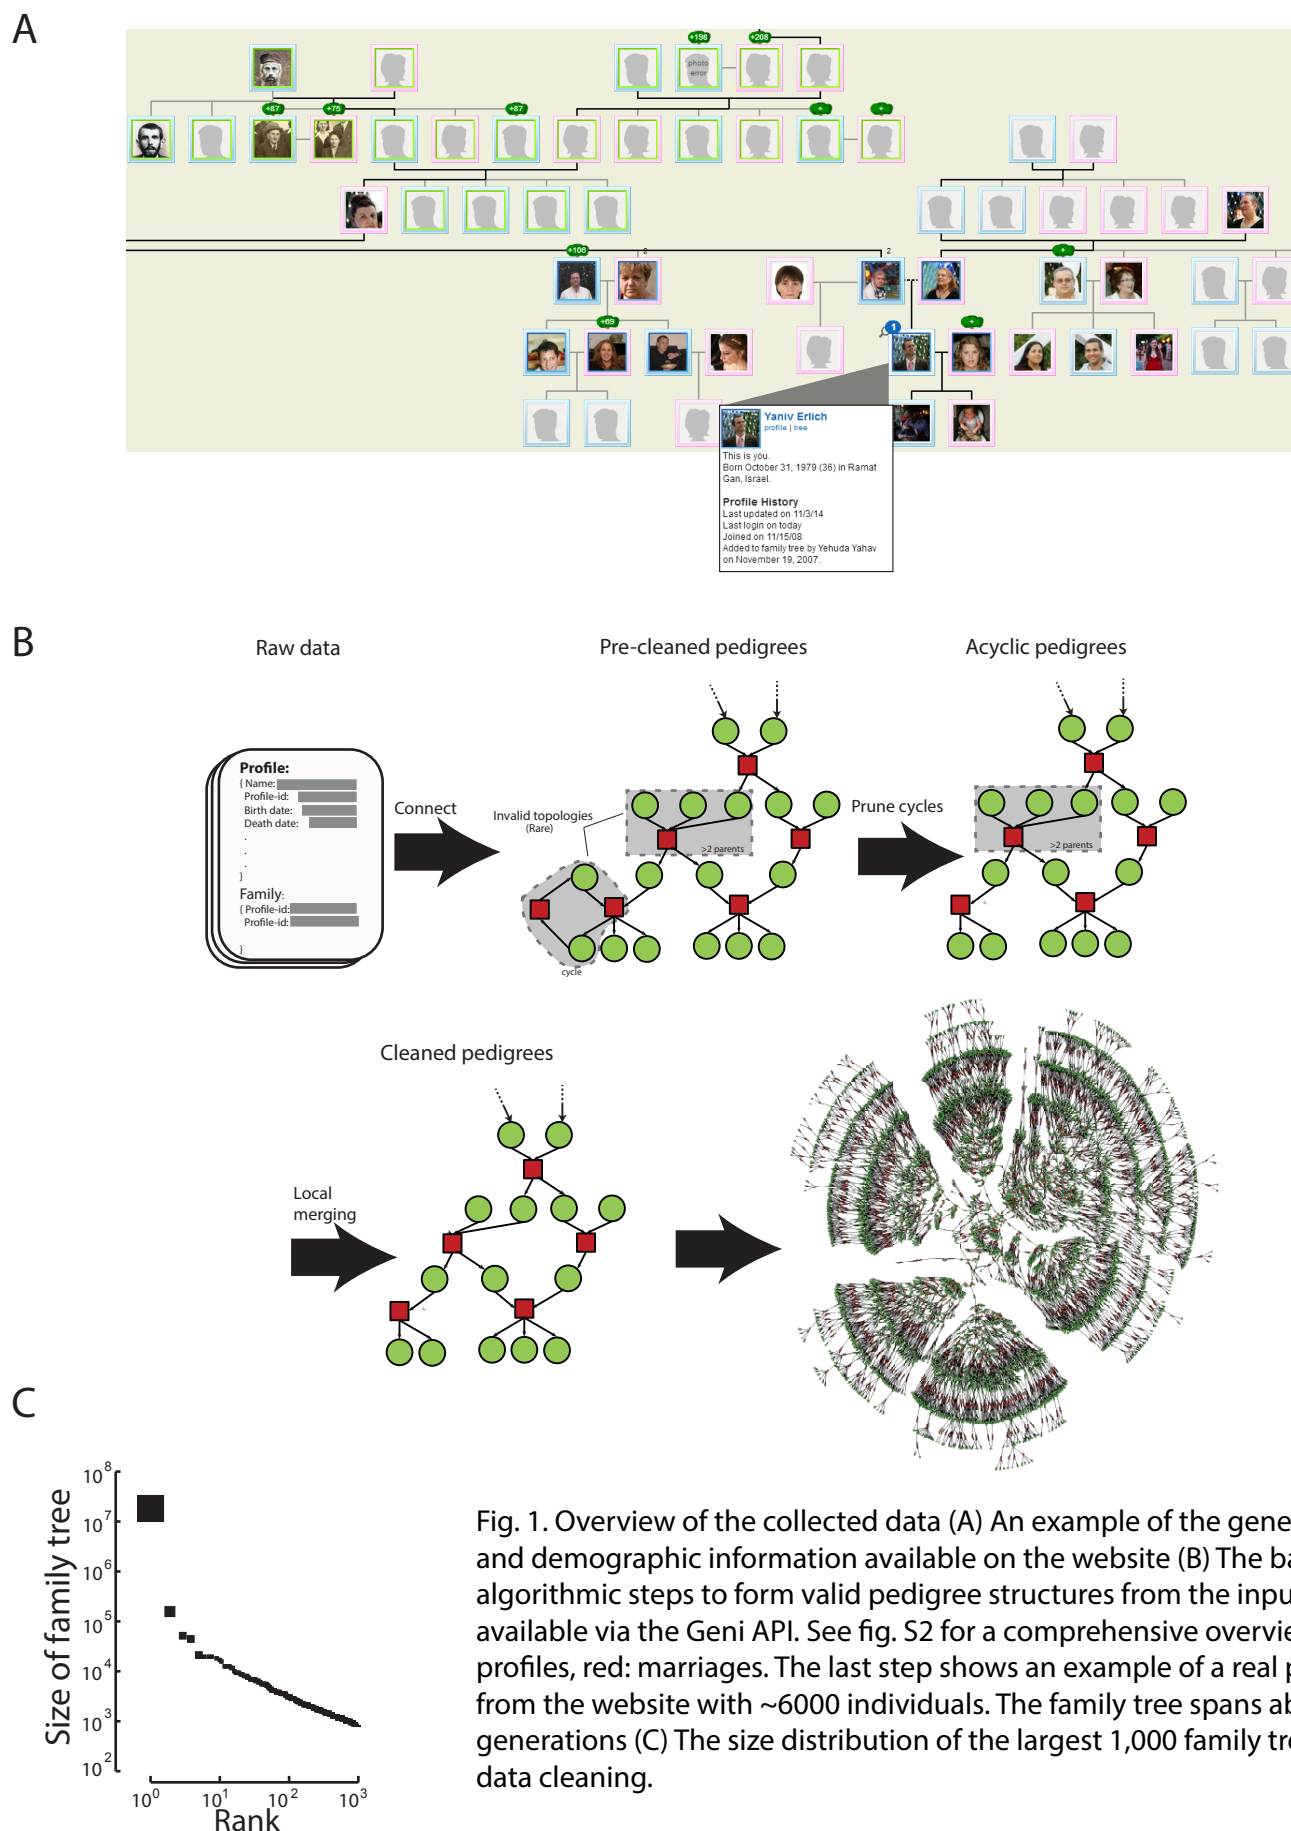 A
+198
+208
photo
error
+87
+75
+87
+
+
+106
2
2
+
+69
1
+
Yaniv Erlich
profile | tree
This is you.
Born October 31, 1979 (36) in Ramat
Gan, Israel.
Profile History
Last updated on 11/3/14
Last login on today
Joined on 11/15/08
Added to family tree by Yehuda Yahav
on November 19, 2007.
B
Raw data
Pre-cleaned pedigrees
Acyclic pedigrees
Profile:
{ Name:
Profile-id:
Birth date:
Death date:
.
.
.
}
Family:
{ Profile-id:
Profile-id:
}
Connect
Invalid topologies
(Rare)
>2 parents
cycle
Prune cycles
>2 parents
Cleaned pedigrees
Local
merging
C
Size of family tree
10^8
10^7
10^6
10^5
10^4
10^3
10^2
10^0 10^1 10^2 10^3
Rank
Fig. 1. Overview of the collected data (A) An example of the gene
and demographic information available on the website (B) The ba
algorithmic steps to form valid pedigree structures from the input
available via the Geni API. See fig. S2 for a comprehensive overvie
profiles, red: marriages. The last step shows an example of a real p
from the website with ~6000 individuals. The family tree spans ab
generations (C) The size distribution of the largest 1,000 family tre
data cleaning.